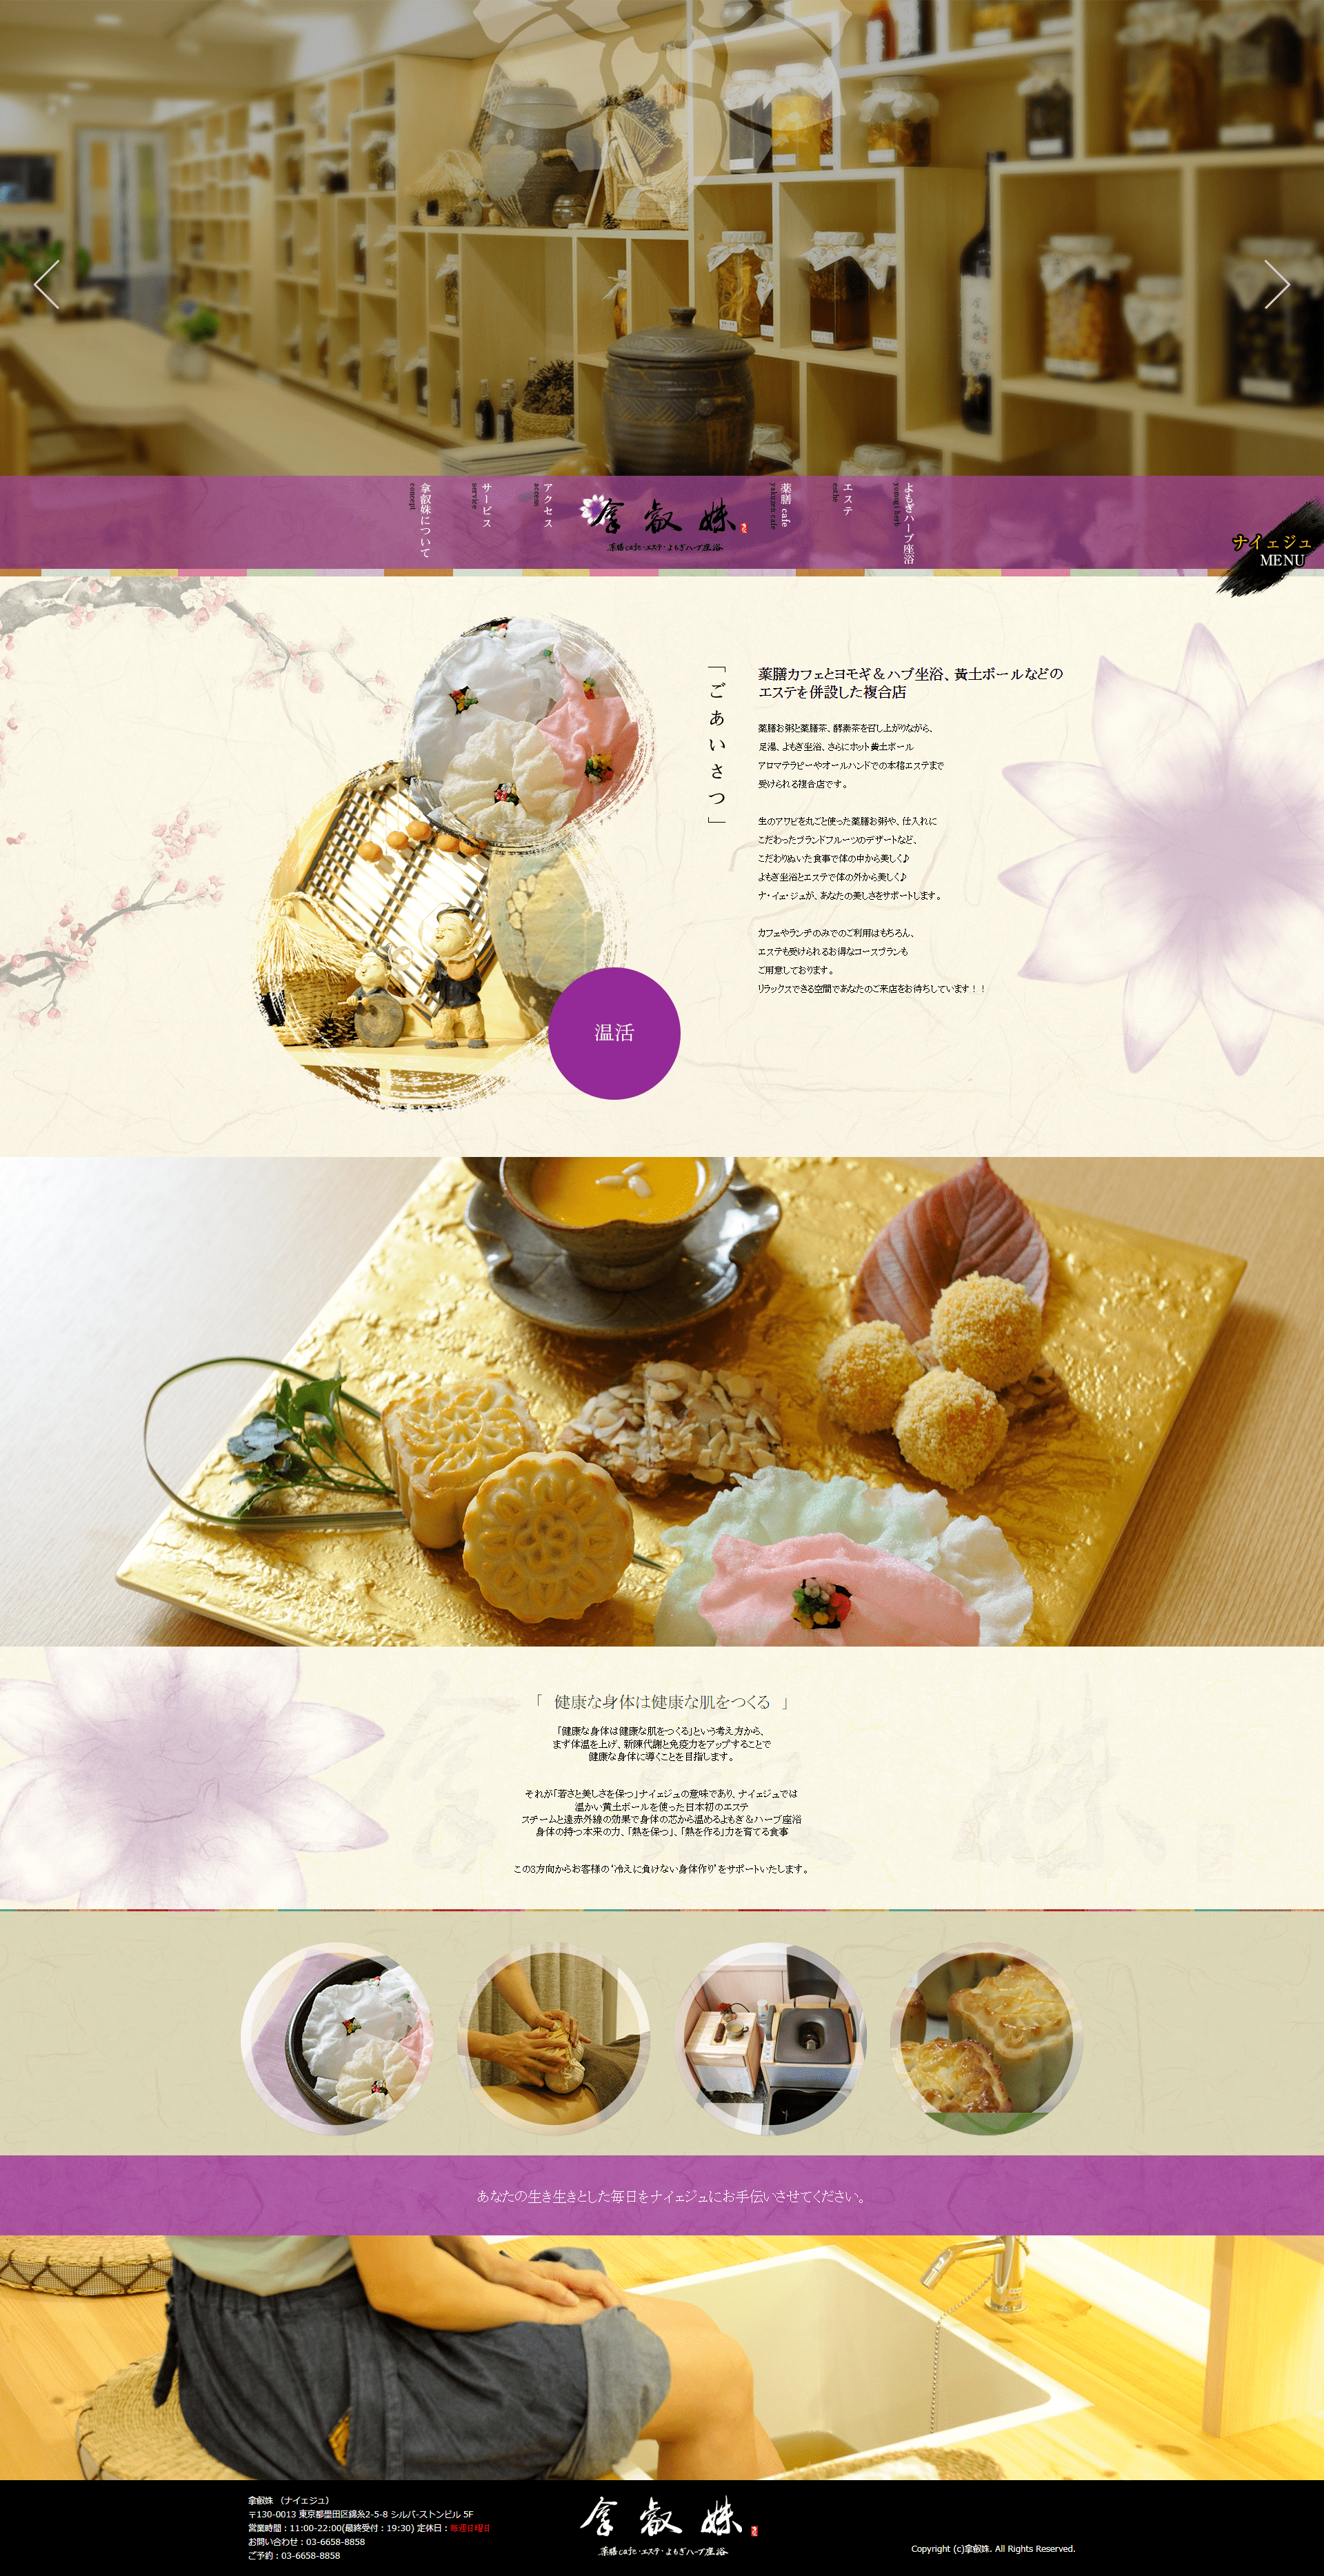 拿叡姝について
concept
サービス
service
アクセス
access
拿叡姝
薬膳cafe・エステ・よもぎハーブ座浴
薬膳 cafe
yakuzen cafe
エステ
esthe
よもぎハーブ座浴
yomogi herb
ナイェジュ
MENU
「ごあいさつ」
薬膳カフェとヨモギ＆ハブ坐浴、黃土ボールなどの
エステを併設した複合店
薬膳お粥と薬膳茶、酵素茶を召し上がりながら、
足湯、よもぎ坐浴、さらにホット黄土ボール
アロマテラピーやオールハンドでの本格エステまで
受けられる複合店です。
生のアワビを丸ごと使った薬膳お粥や、仕入れに
こだわったブランドフルーツのデザートなど、
こだわりぬいた食事で体の中から美しく♪
よもぎ坐浴とエステで体の外から美しく♪
ナ・イェ・ジュが、あなたの美しさをサポートします。
カフェやランチのみでのご利用はもちろん、
エステも受けられるお得なコースプランも
ご用意しております。
リラックスできる空間であなたのご来店をお待ちしています！！
温活
「 健康な身体は健康な肌をつくる 」
「健康な身体は健康な肌をつくる」という考え方から、
まず体温を上げ、新陳代謝と免疫力をアップすることで
健康な身体に導くことを目指します。
それが「若さと美しさを保つ」ナイェジュの意味であり、ナイェジュでは
温かい黄土ボールを使った日本初のエステ
スチームと遠赤外線の効果で身体の芯から温めるよもぎ＆ハーブ座浴
身体の持つ本来の力、「熱を保つ」、「熱を作る」力を育てる食事
この3方向からお客様の‘冷えに負けない身体作り’をサポートいたします。
あなたの生き生きとした毎日をナイェジュにお手伝いさせてください。
拿叡姝 （ナイェジュ）
〒130-0013 東京都墨田区錦糸2-5-8 シルバーストンビル 5F
営業時間：11:00-22:00(最終受付：19:30) 定休日：毎週日曜日
お問い合わせ：03-6658-8858
ご予約：03-6658-8858
拿叡姝
薬膳cafe・エステ・よもぎハーブ座浴
Copyright (c)拿叡姝. All Rights Reserved.